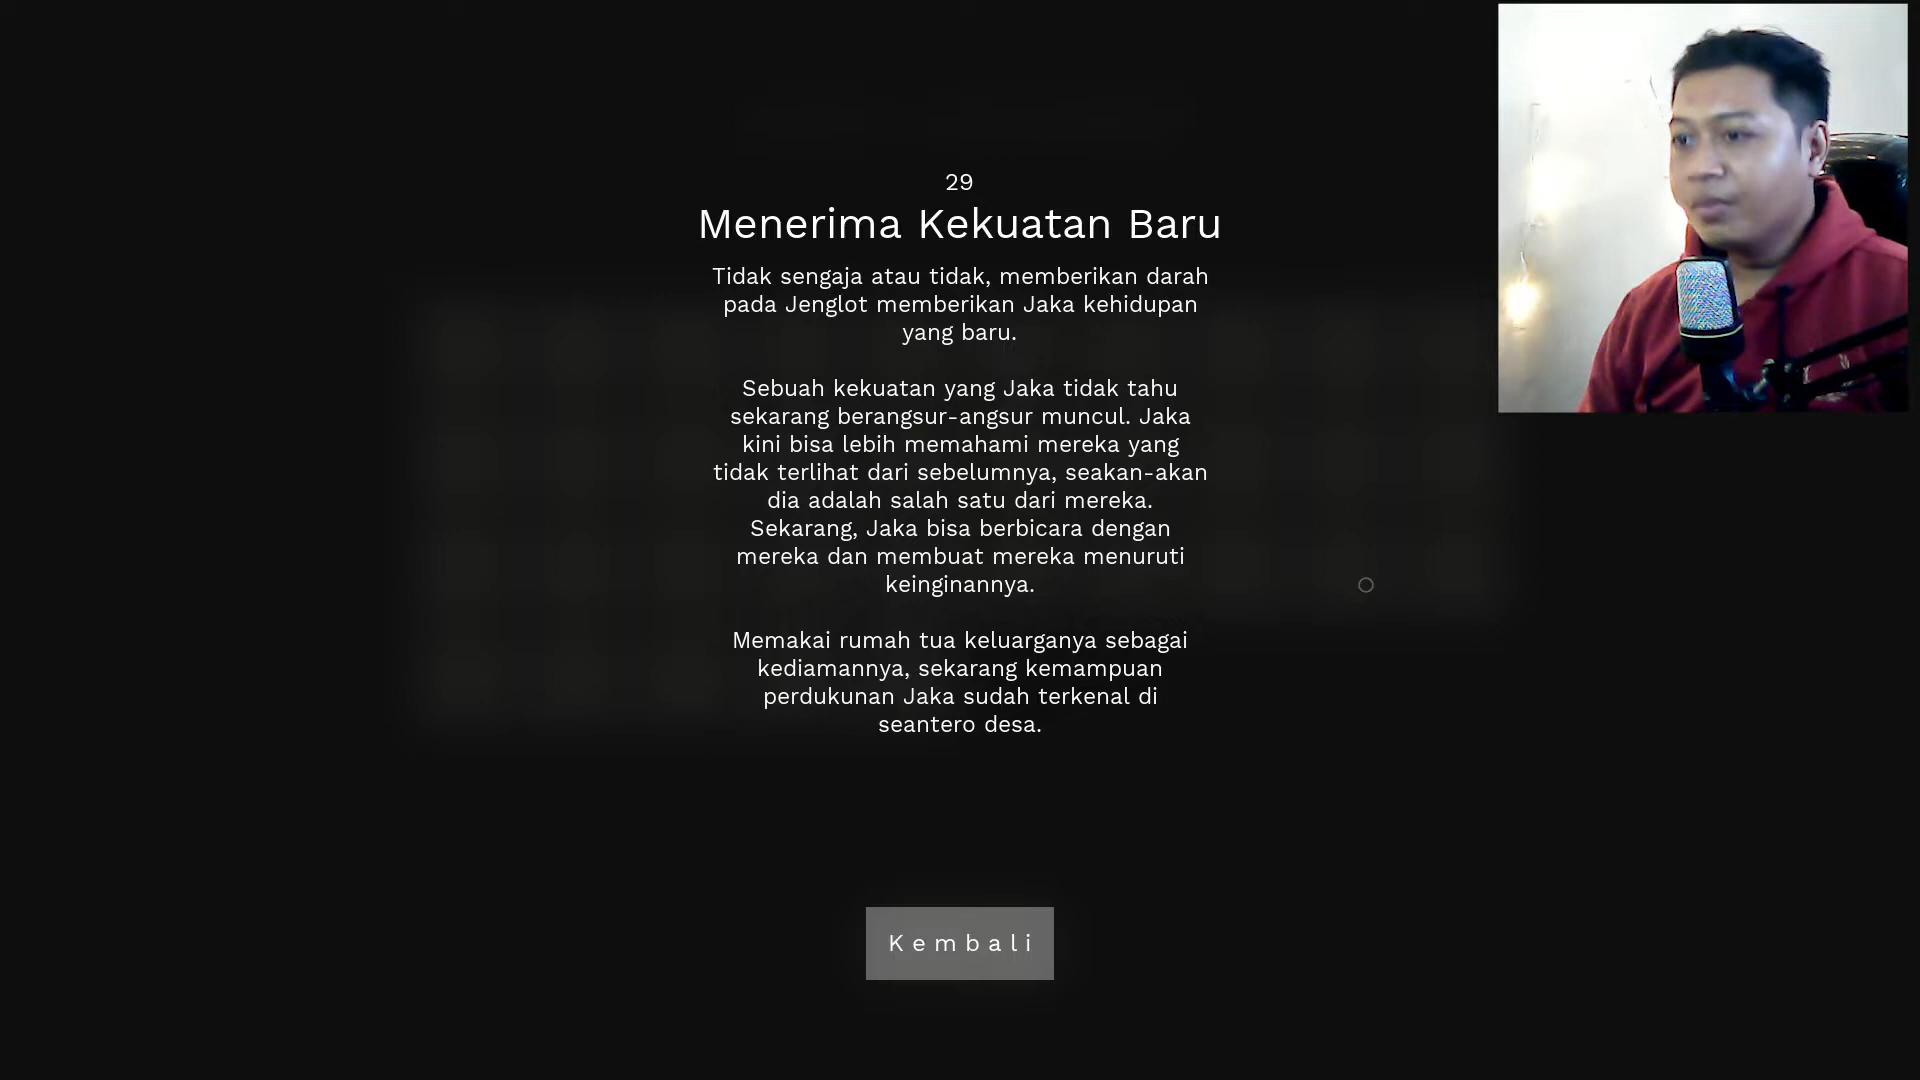 29
Menerima Kekuatan Baru
Tidak sengaja atau tidak, memberikan darah
pada Jenglot memberikan Jaka kehidupan
yang baru.
Sebuah kekuatan yang Jaka tidak tahu
sekarang berangsur-angsur muncul. Jaka
kini bisa lebih memahami mereka yang
tidak terlihat dari sebelumnya, seakan-akan
dia adalah salah satu dari mereka.
Sekarang, Jaka bisa berbicara dengan
mereka dan membuat mereka menuruti
keinginannya.
Memakai rumah tua keluarganya sebagai
kediamannya, sekarang kemampuan
perdukunan Jaka sudah terkenal di
seantero desa.
Kembali